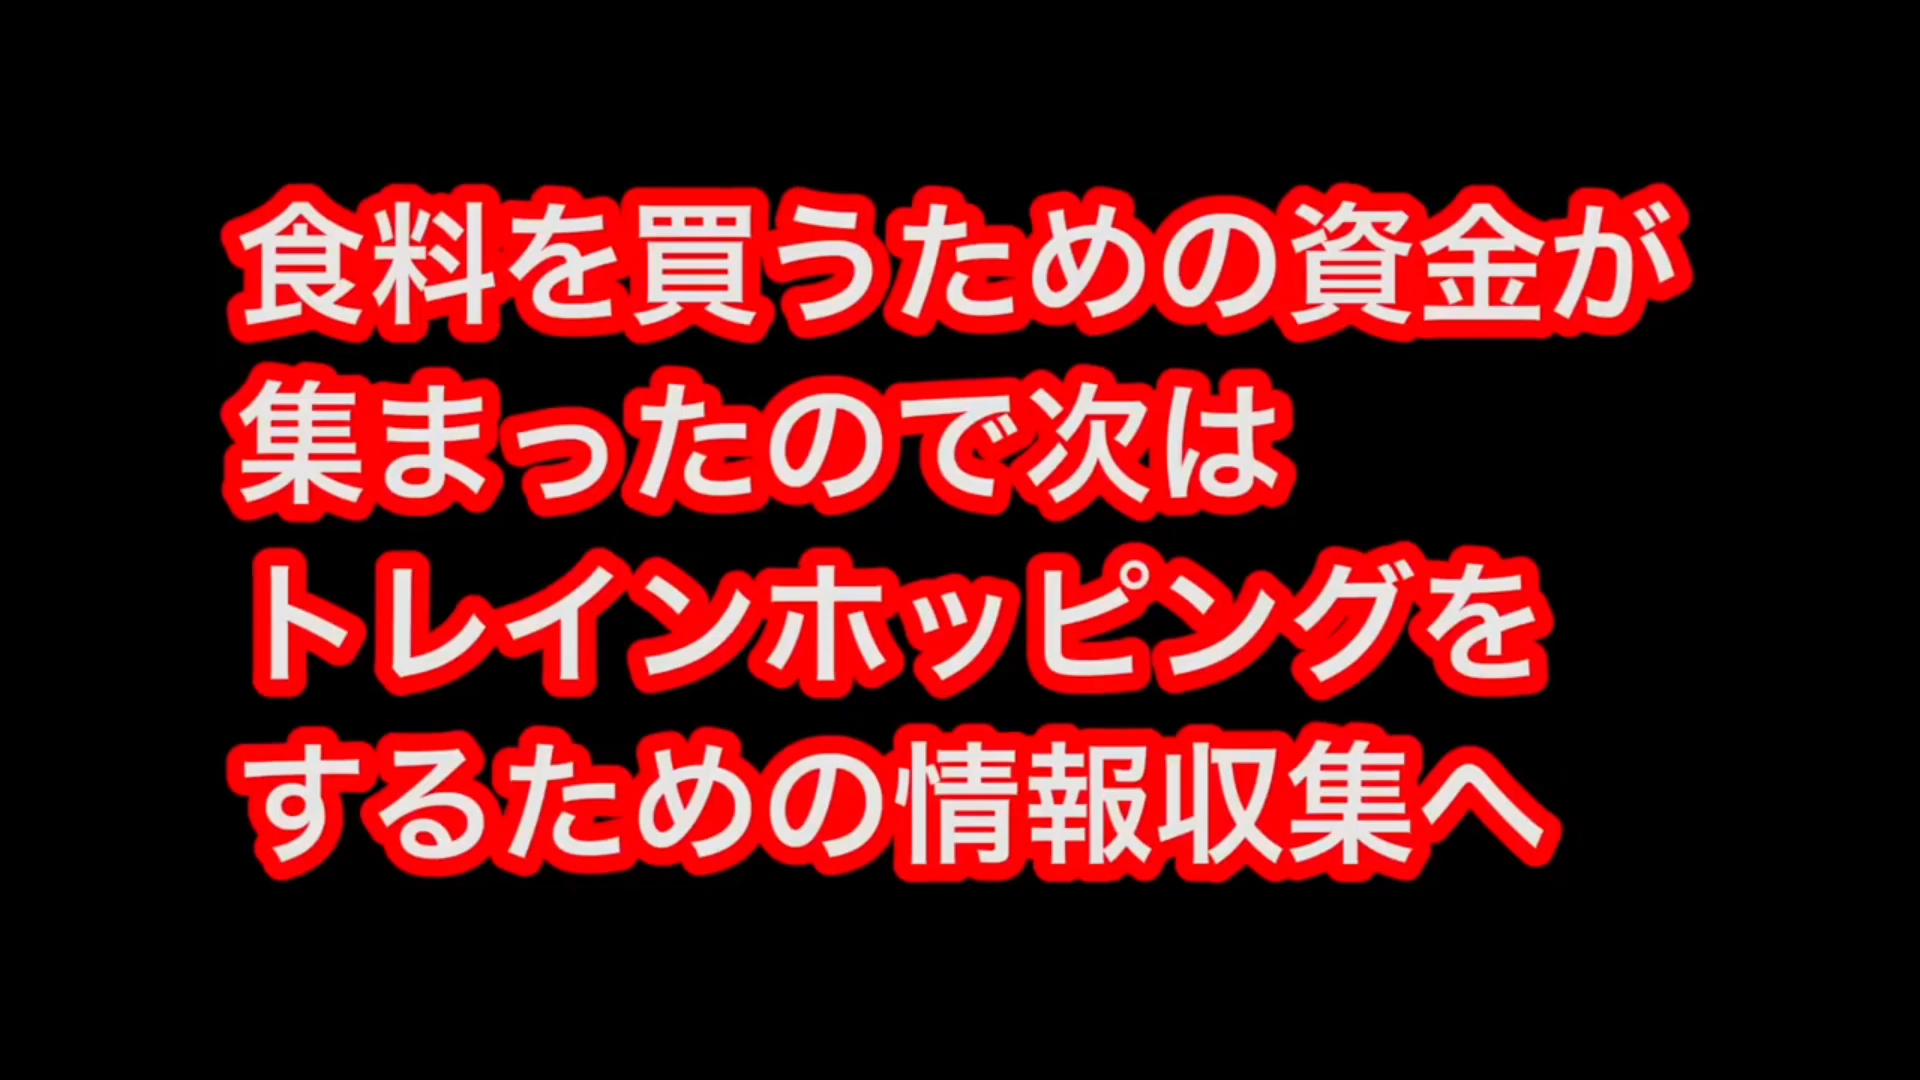 食料を買うための資金が
集まったので次は
トレインホッピングを
するための情報収集へ